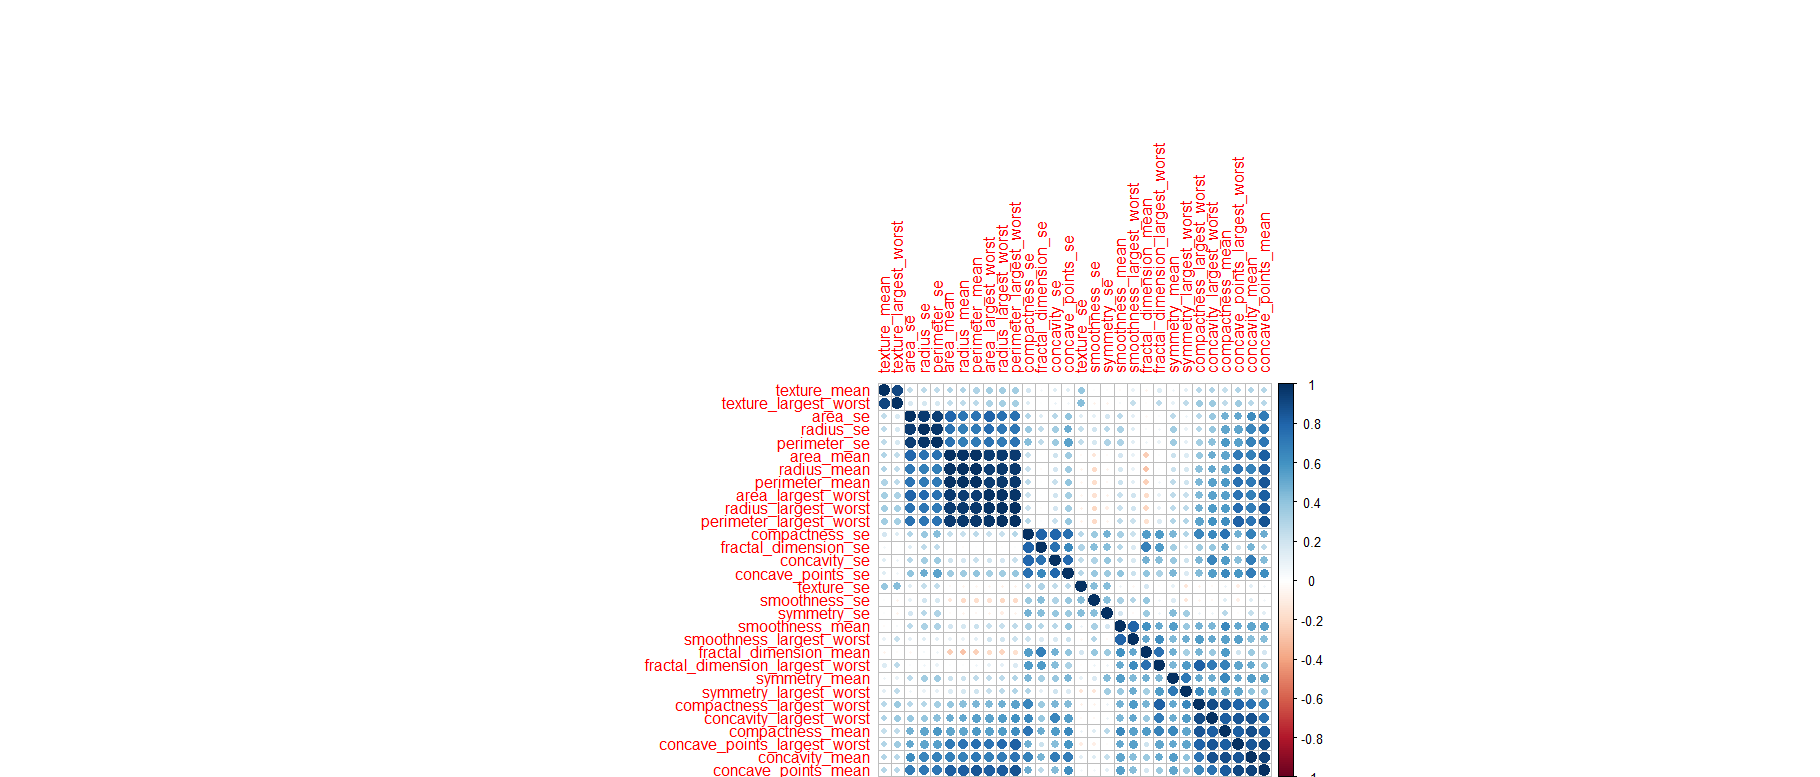 texture_mean
texture_largest_worst
area_se
radius_se
perimeter_se
area_mean
radius_mean
perimeter_mean
area_largest_worst
radius_largest_worst
perimeter_largest_worst
compactness_se
fractal_dimension_se
concavity_se
concave_points_se
texture_se
smoothness_se
symmetry_se
smoothness_mean
smoothness_largest_worst
fractal_dimension_mean
fractal_dimension_largest_worst
symmetry_mean
symmetry_largest_worst
compactness_largest_worst
concavity_largest_worst
compactness_mean
concave_points_largest_worst
concavity_mean
concave_points_mean
texture_mean
texture_largest_worst
area_se
radius_se
perimeter_se
area_mean
radius_mean
perimeter_mean
area_largest_worst
radius_largest_worst
perimeter_largest_worst
compactness_se
fractal_dimension_se
concavity_se
concave_points_se
texture_se
smoothness_se
symmetry_se
smoothness_mean
smoothness_largest_worst
fractal_dimension_mean
fractal_dimension_largest_worst
symmetry_mean
symmetry_largest_worst
compactness_largest_worst
concavity_largest_worst
compactness_mean
concave_points_largest_worst
concavity_mean
concave_points_mean
1
0.8
0.6
0.4
0.2
0
-0.2
-0.4
-0.6
-0.8
-1